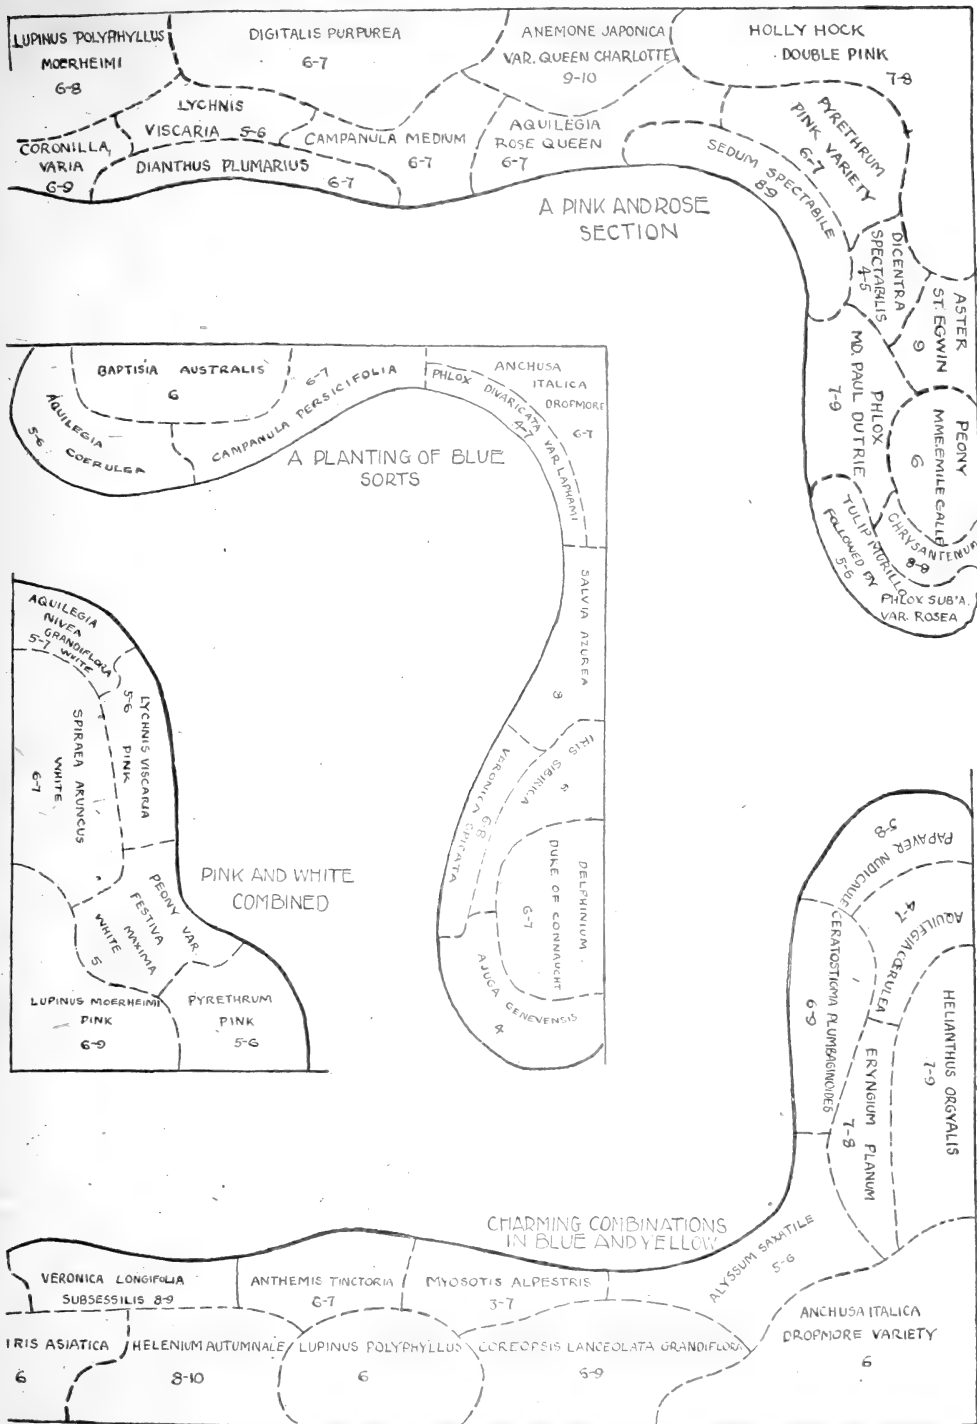 LUPINUS POLYPHYLLUS
MOERHEIMI
6-8
DIGITALIS PURPUREA
6-7
ANEMONE JAPONICA
VAR. QUEEN CHARLOTTE
9-10
HOLLY HOCK
DOUBLE PINK
7-8
LYCHNIS
VISCARIA 5-6
CORONILLA
VARIA
6-9
DIANTHUS PLUMARIUS
6-7
CAMPANULA MEDIUM
6-7
AQUILEGIA
ROSE QUEEN
6-7
SEDUM SPECTABILE
8-9
PYRETHRUM
PINK VARIETY
6-7
A PINK AND ROSE
SECTION
DICENTRA
SPECTABILIS
4-5
ASTER
ST. EGWIN
9
PHLOX
MD. PAUL DUTRIE
7-9
PEONY
MME EMILE GALLE
6
CHRYSANTEMUM
8-9
TULIP MURILLO
FOLLOWED BY
5-6
PHLOX SUB'A.
VAR. ROSEA
BAPTISIA AUSTRALIS
6
AQUILEGIA
COERULEA
5-6
CAMPANULA PERSICIFOLIA
6-7
PHLOX DIVARICATA VAR LAPHAMI
4-7
ANCHUSA
ITALICA
DROPMORE
6-7
A PLANTING OF BLUE
SORTS
SALVIA AZUREA
9
IRIS
SIBIRICA
6
VERONICA SPICATA
6-8
DELPHINIUM
DUKE OF CONNAUCHT
6-7
AJUGA GENEVENSIS
4
AQUILEGIA
NIVEA
GRANDIFLORA
5-7 WHITE
LYCHNIS VISCARIA
PINK
5-6
SPIRAEA ARUNCUS
WHITE
6-7
PEONY VAR.
FESTIVA
MAXIMA
WHITE
5
PINK AND WHITE
COMBINED
LUPINUS MOERHEIMI
PINK
6-9
PYRETHRUM
PINK
5-6
PAPAVER NUDICAULE
5-8
AQUILEGIA COERULEA
4-7
CERATOSTIGMA PLUMBAGINOIDES
6-9
ERYNGIUM PLANUM
7-8
HELIANTHUS ORGYALIS
7-9
CHARMING COMBINATIONS
IN BLUE AND YELLOW
ALYSSUM SAXATILE
5-6
VERONICA LONGIFOLIA
SUBSESSILIS 8-9
ANTHEMIS TINCTORIA
6-7
MYOSOTIS ALPESTRIS
3-7
ANCHUSA ITALICA
DROPMORE VARIETY
6
IRIS ASIATICA
6
HELENIUM AUTUMNALE
8-10
LUPINUS POLYPHYLLUS
6
COREOPSIS LANCEOLATA GRANDIFLORA
6-9